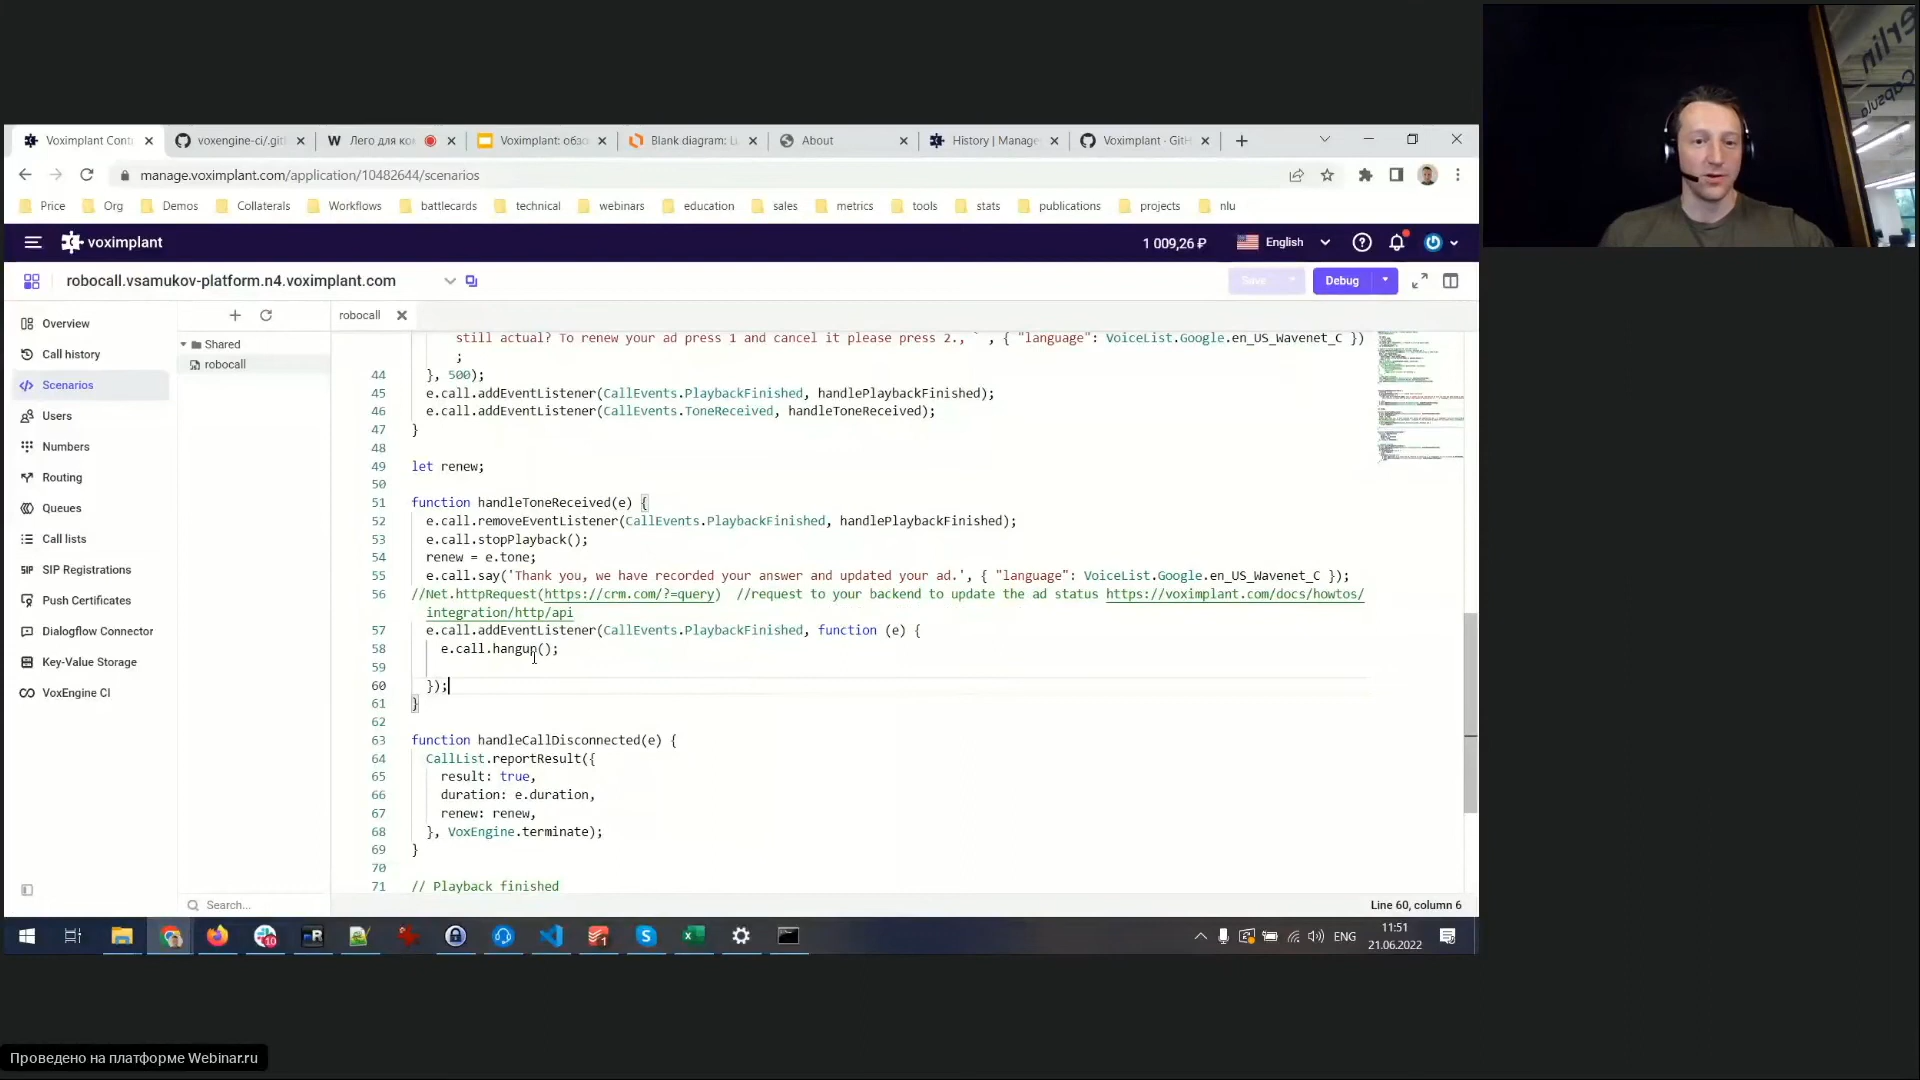 Voximplant Cont
voxengine-ci/.git
Лего для ко
Voximplant: обзо
Blank diagram: L
About
History | Manage
Voximplant · GitH
manage.voximplant.com/application/10482644/scenarios
Price
Org
Demos
Collaterals
Workflows
battlecards
technical
webinars
education
sales
metrics
tools
stats
publications
projects
nlu
voximplant
1 009,26 ₽
English
robocall.vsamukov-platform.n4.voximplant.com
Save
Debug
Overview
Call history
Scenarios
Users
Numbers
Routing
Queues
Call lists
SIP Registrations
Push Certificates
Dialogflow Connector
Key-Value Storage
VoxEngine CI
Shared
robocall
Search...
robocall
still actual? To renew your ad press 1 and cancel it please press 2., ` , { "language": VoiceList.Google.en_US_Wavenet_C })
;
44 }, 500);
45 e.call.addEventListener(CallEvents.PlaybackFinished, handlePlaybackFinished);
46 e.call.addEventListener(CallEvents.ToneReceived, handleToneReceived);
47 }
48
49 let renew;
50
51 function handleToneReceived(e) {
52 e.call.removeEventListener(CallEvents.PlaybackFinished, handlePlaybackFinished);
53 e.call.stopPlayback();
54 renew = e.tone;
55 e.call.say('Thank you, we have recorded your answer and updated your ad.', { "language": VoiceList.Google.en_US_Wavenet_C });
56 //Net.httpRequest(https://crm.com/?=query) //request to your backend to update the ad status https://voximplant.com/docs/howtos/
integration/http/api
57 e.call.addEventListener(CallEvents.PlaybackFinished, function (e) {
58 e.call.hangup();
59
60 });
61 }
62
63 function handleCallDisconnected(e) {
64 CallList.reportResult({
65 result: true,
66 duration: e.duration,
67 renew: renew,
68 }, VoxEngine.terminate);
69 }
70
71 // Playback finished
Line 60, column 6
ENG
11:51
21.06.2022
Проведено на платформе Webinar.ru
erlin
Capsula